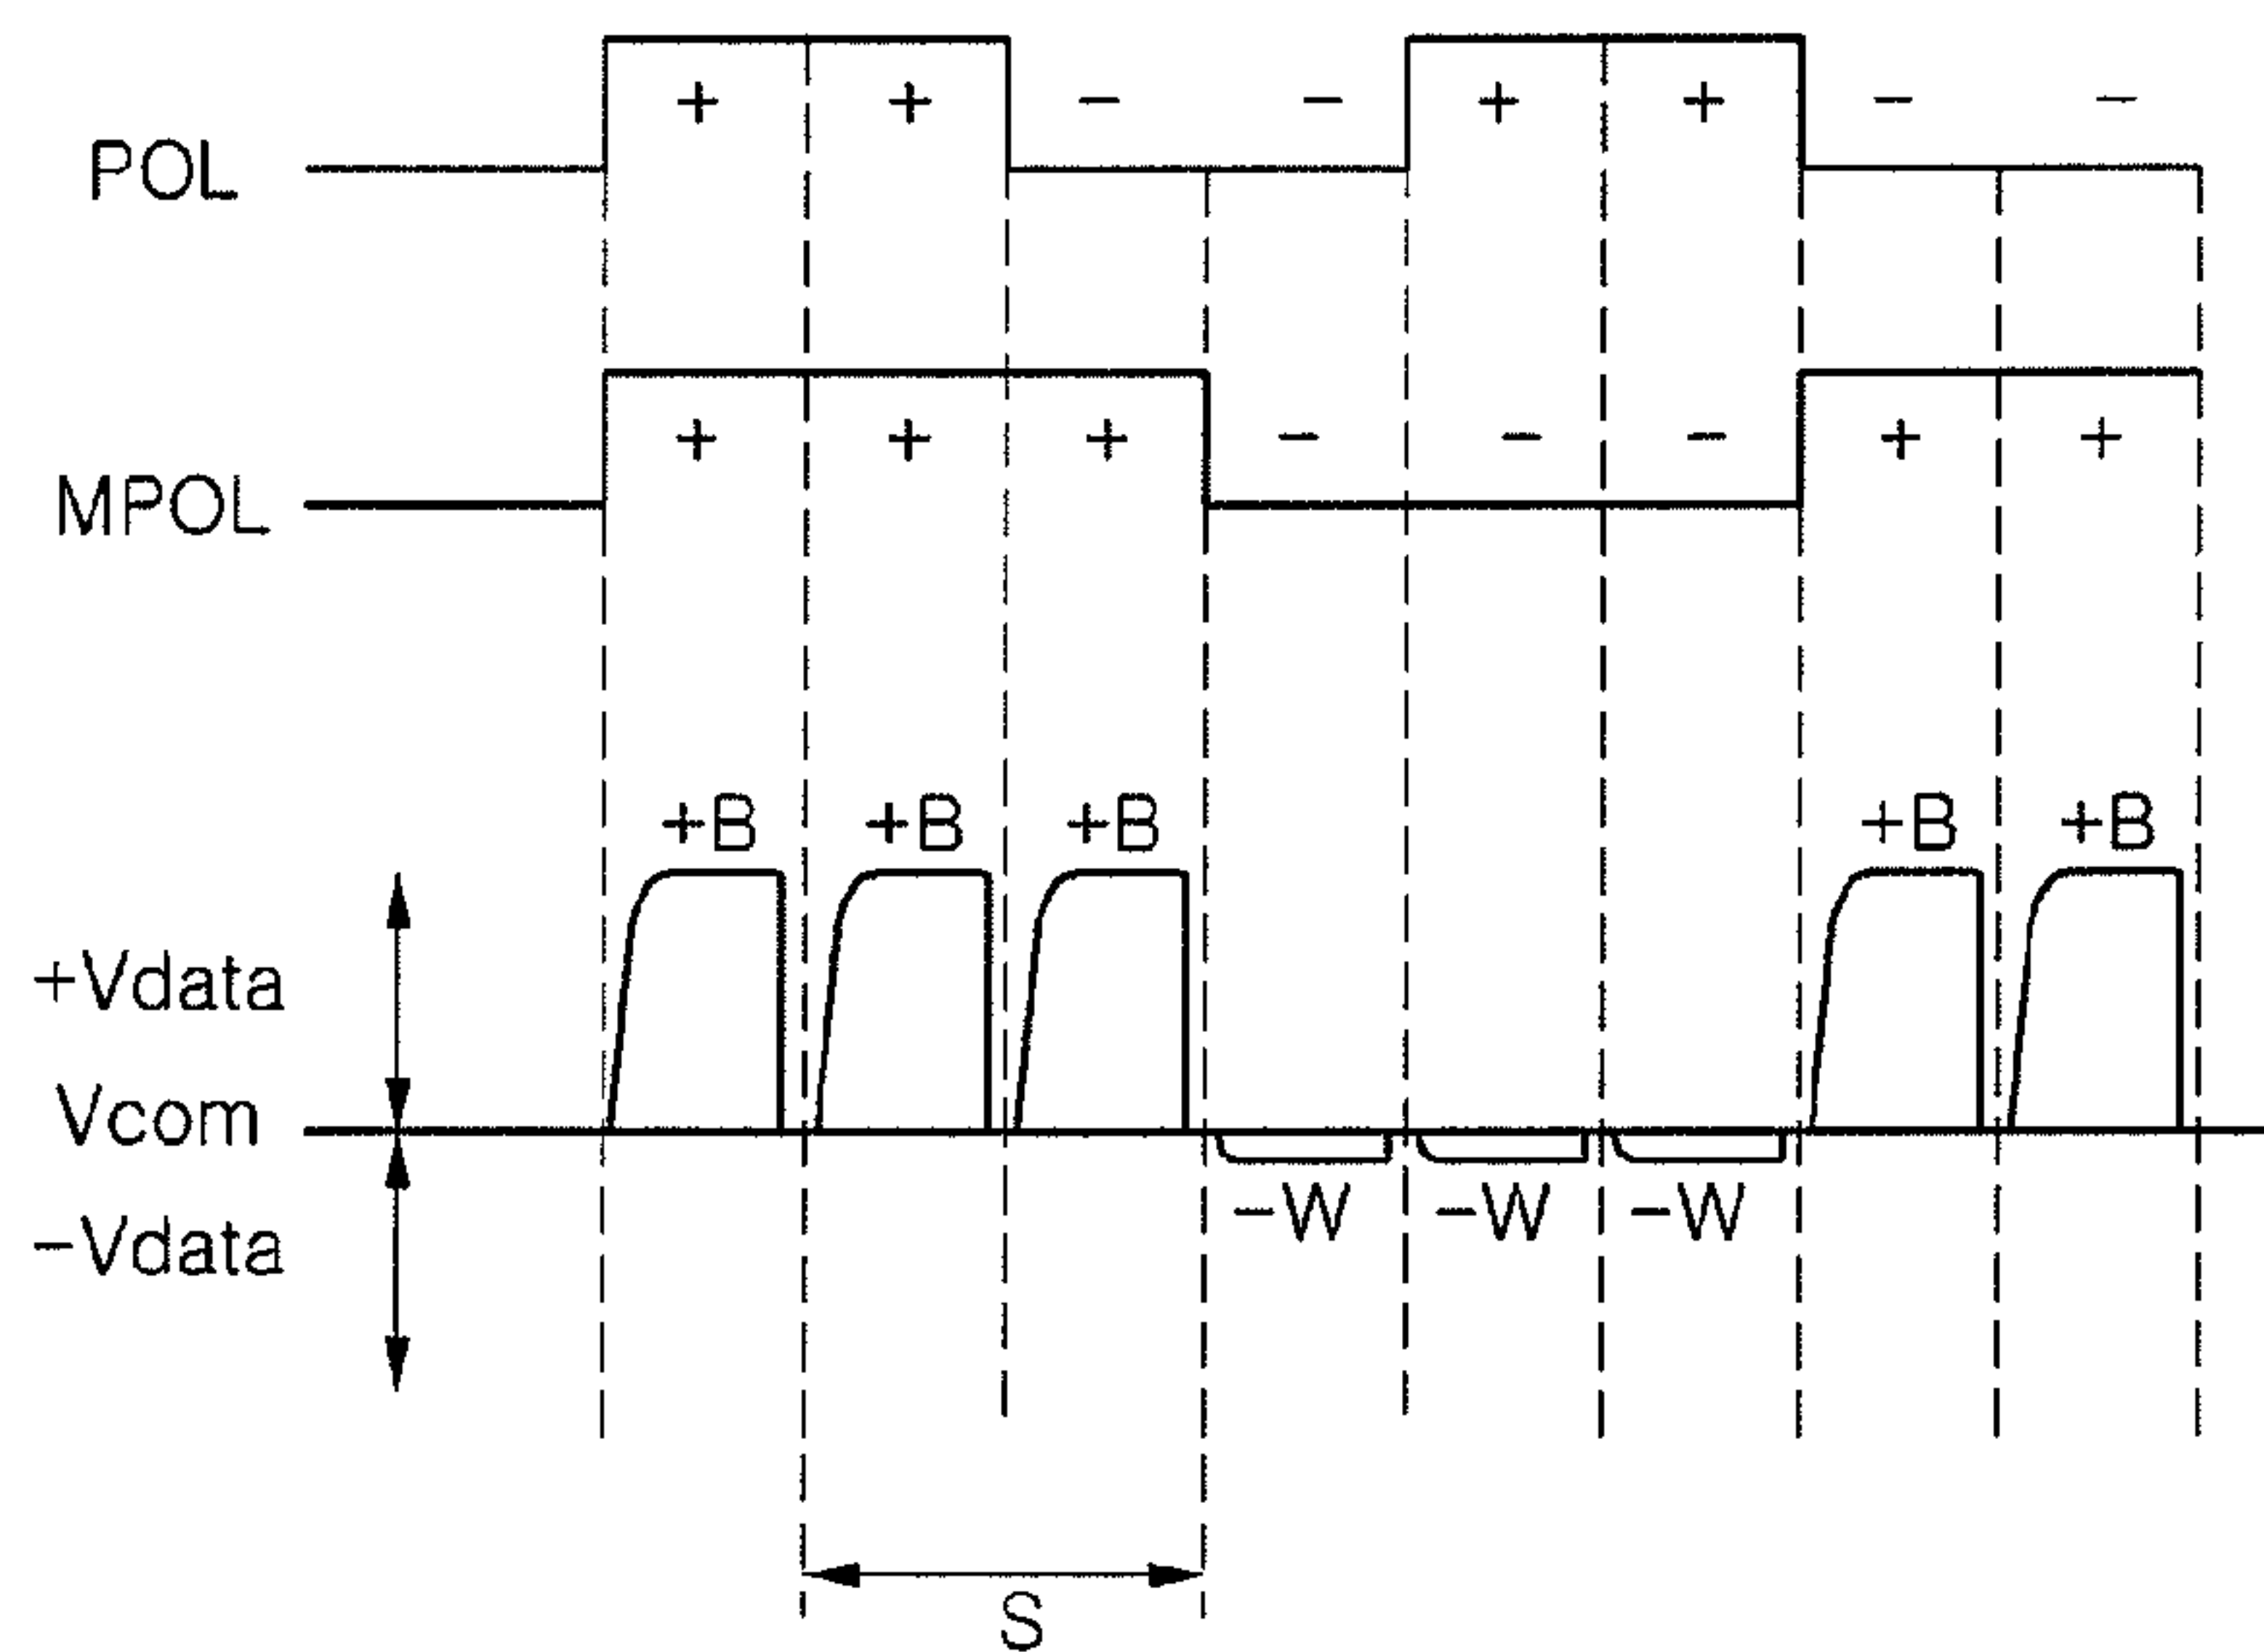 POL + + − − + + − −
MPOL + + + − − − + +
+B +B +B +B +B
+Vdata
Vcom
−W −W −W
−Vdata
S